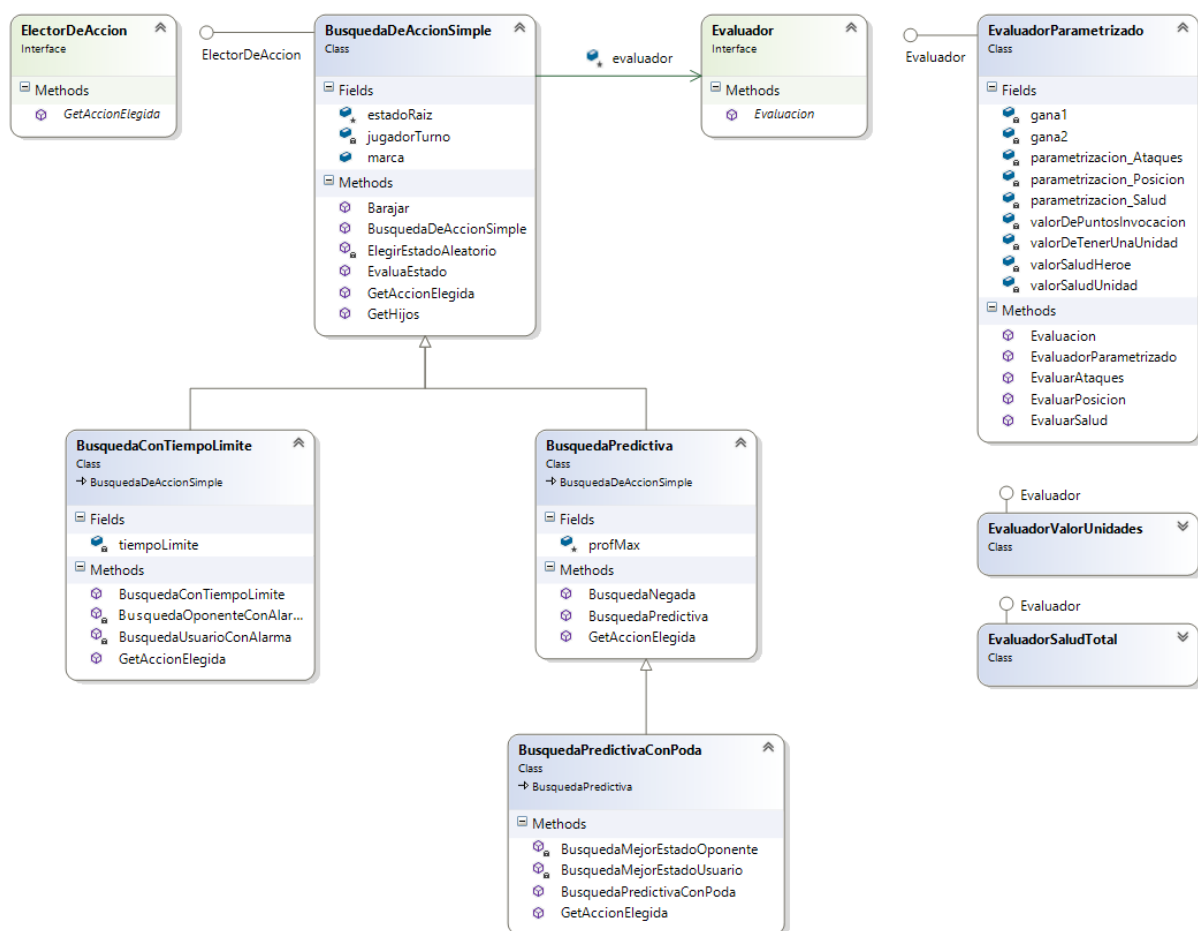 ElectorDeAccion
Interface
Methods
GetAccionElegida
ElectorDeAccion
BusquedaDeAccionSimple
Class
Fields
estadoRaiz
jugadorTurno
marca
Methods
Barajar
BusquedaDeAccionSimple
ElegirEstadoAleatorio
EvaluaEstado
GetAccionElegida
GetHijos
evaluador
Evaluador
Interface
Methods
Evaluacion
Evaluador
EvaluadorParametrizado
Class
Fields
gana1
gana2
parametrizacion_Ataques
parametrizacion_Posicion
parametrizacion_Salud
valorDePuntosInvocacion
valorDeTenerUnaUnidad
valorSaludHeroe
valorSaludUnidad
Methods
Evaluacion
EvaluadorParametrizado
EvaluarAtaques
EvaluarPosicion
EvaluarSalud
BusquedaConTiempoLimite
Class
BusquedaDeAccionSimple
Fields
tiempoLimite
Methods
BusquedaConTiempoLimite
BusquedaOponenteConAlar...
BusquedaUsuarioConAlarma
GetAccionElegida
BusquedaPredictiva
Class
BusquedaDeAccionSimple
Fields
profMax
Methods
BusquedaNegada
BusquedaPredictiva
GetAccionElegida
Evaluador
EvaluadorValorUnidades
Class
Evaluador
EvaluadorSaludTotal
Class
BusquedaPredictivaConPoda
Class
BusquedaPredictiva
Methods
BusquedaMejorEstadoOponente
BusquedaMejorEstadoUsuario
BusquedaPredictivaConPoda
GetAccionElegida